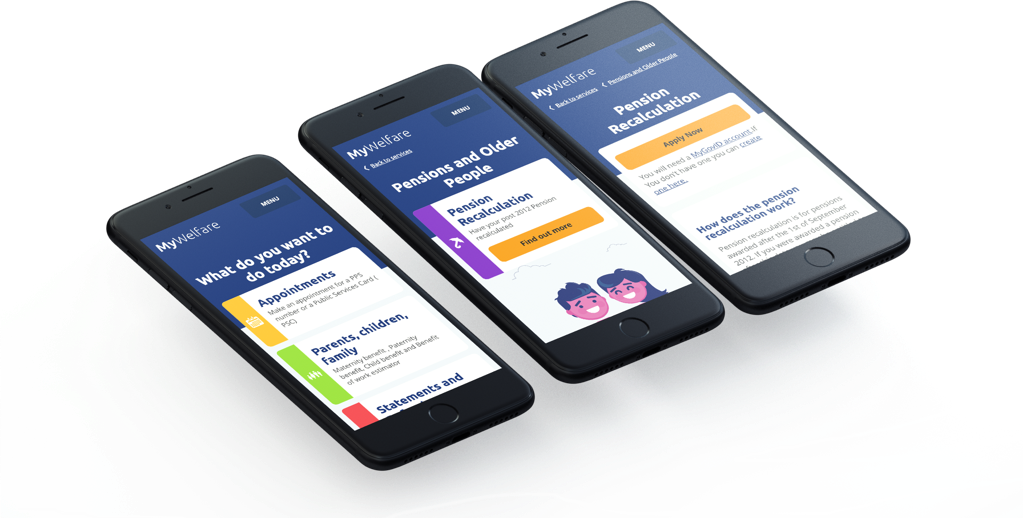 MyWelfare
MENU
What do you want to
do today?
Appointments
Make an appointment for a PPS
number or a Public Services Card (
PSC)
Parents, children,
family
Maternity benefit , Paternity
benefit, Child benefit and Benefit
of work estimator
Statements and
MyWelfare
MENU
Back to services
Pensions and Older
People
Pension
Recalculation
Have your post 2012 Pension
recalculated
Find out more
MyWelfare
MENU
Back to services
Pensions and Older People
Pension
Recalculation
Apply Now
You will need a MyGovID account.If
You don't have one you can create
one here.
How does the pension
recalculation work?
Pension recalculation is for pensions
awarded after the 1st of September
2012. If you were awarded a pension